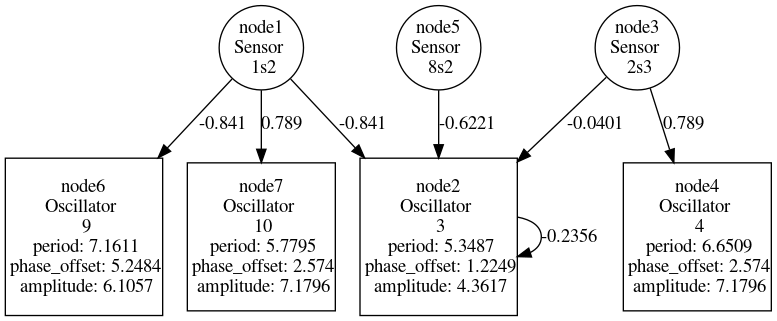 node1
Sensor
1s2
node5
Sensor
8s2
node3
Sensor
2s3
-0.841
0.789
-0.841
-0.6221
-0.0401
0.789
node6
Oscillator
9
period: 7.1611
phase_offset: 5.2484
amplitude: 6.1057
node7
Oscillator
10
period: 5.7795
phase_offset: 2.574
amplitude: 7.1796
node2
Oscillator
3
period: 5.3487
phase_offset: 1.2249
amplitude: 4.3617
-0.2356
node4
Oscillator
4
period: 6.6509
phase_offset: 2.574
amplitude: 7.1796